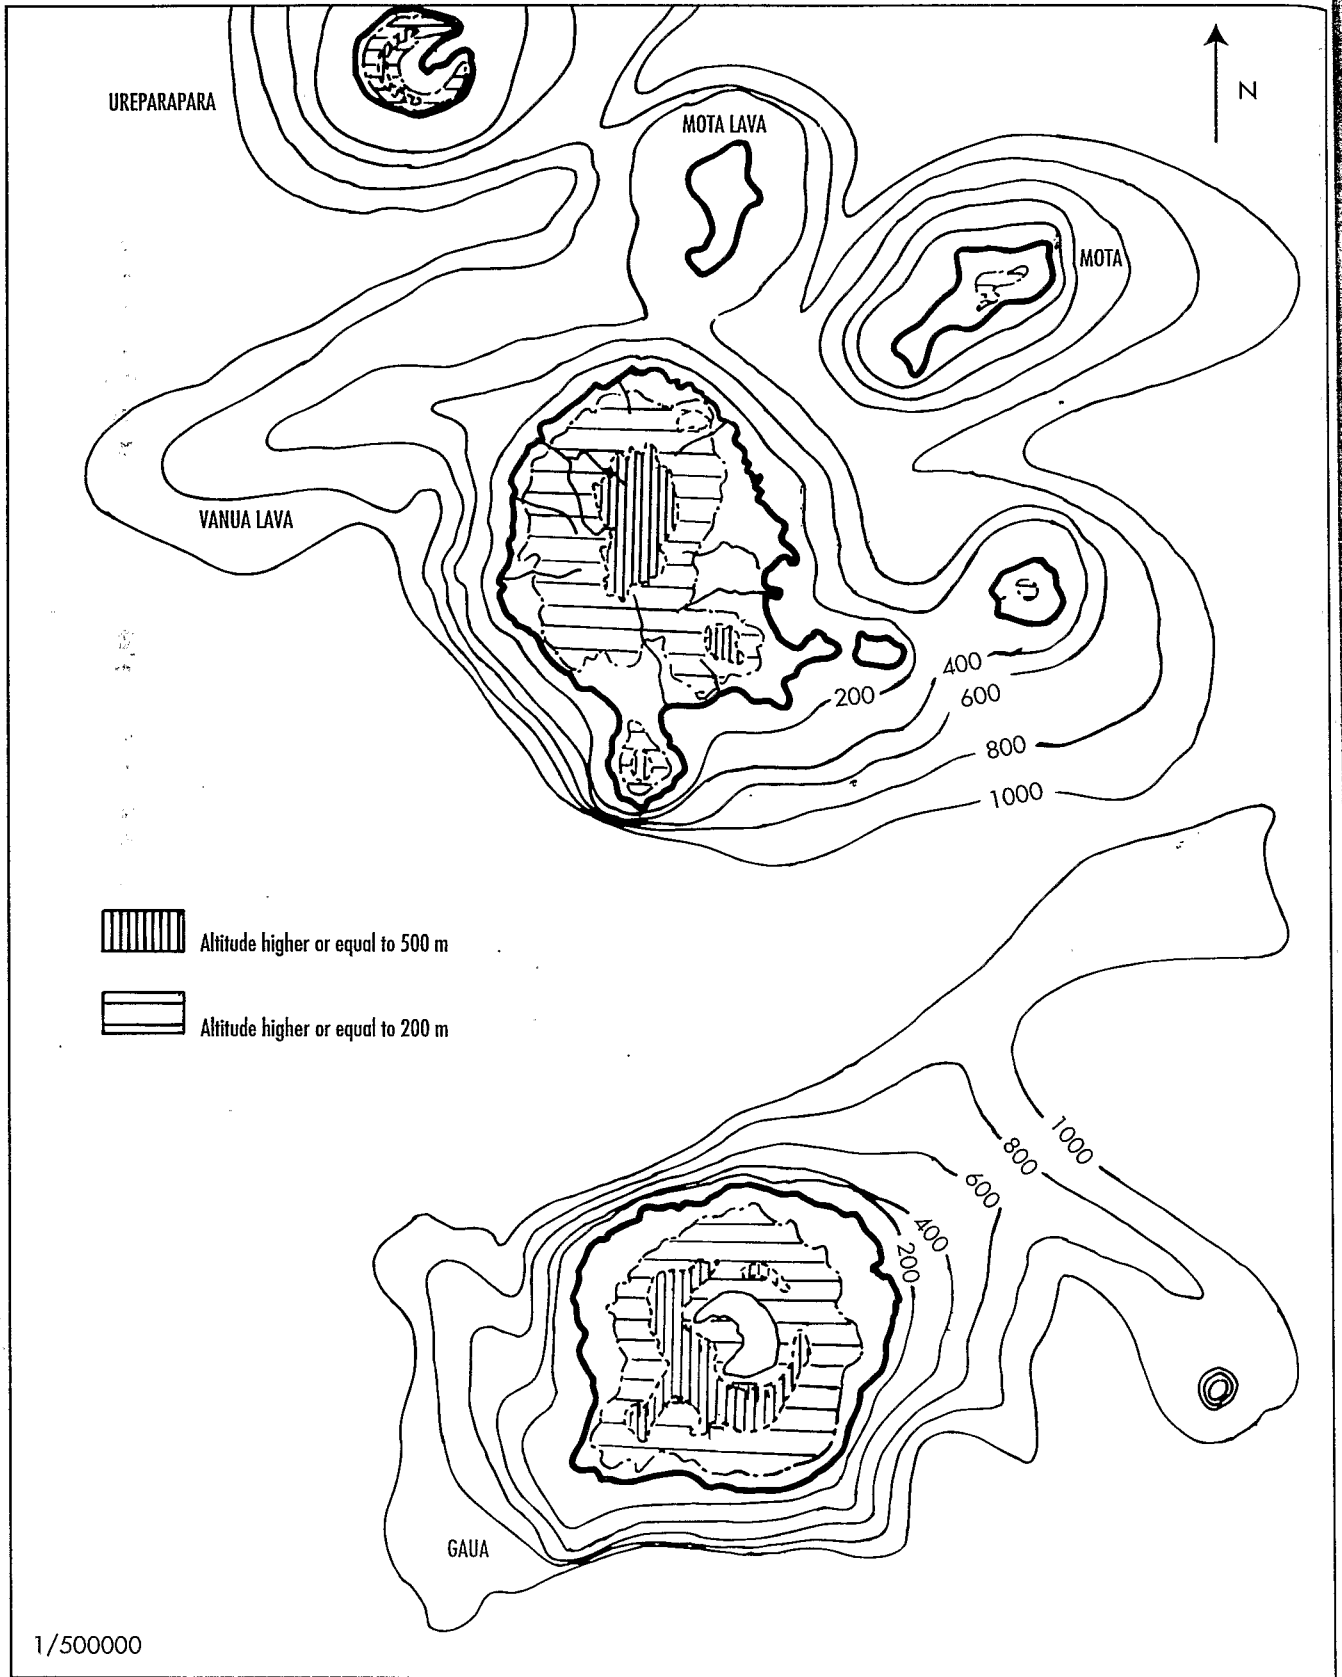 UREPARAPARA
N
MOTA LAVA
MOTA
VANUA LAVA
400
200
600
800
1000
Altitude higher or equal to 500 m
Altitude higher or equal to 200 m
1000
800
600
400
200
GAUA
1/500000